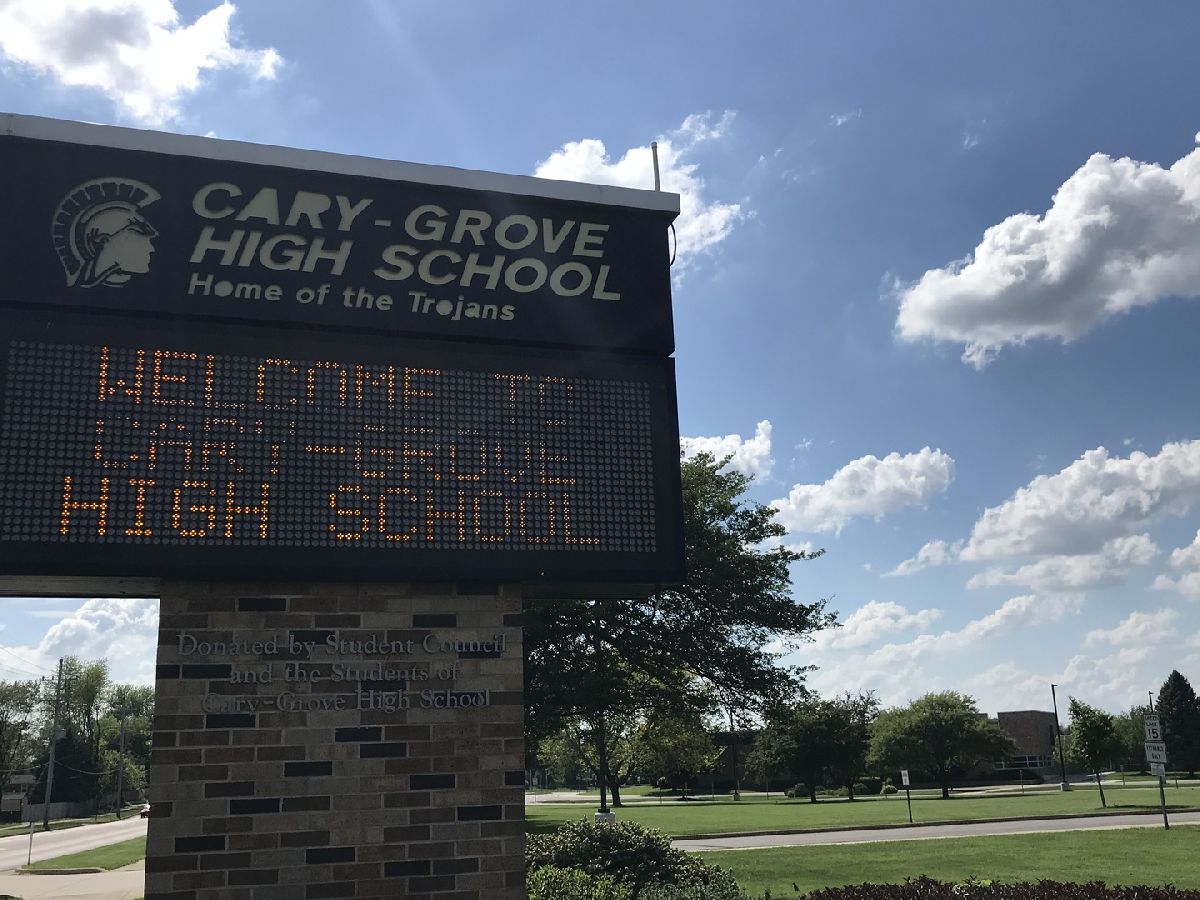 CARY-GROVE
HIGH SCHOOL
Home of the Trojans
WELCOME TO
CARY-GROVE
HIGH SCHOOL
Donated by Student Council
and the Students of
Cary-Grove High School
15